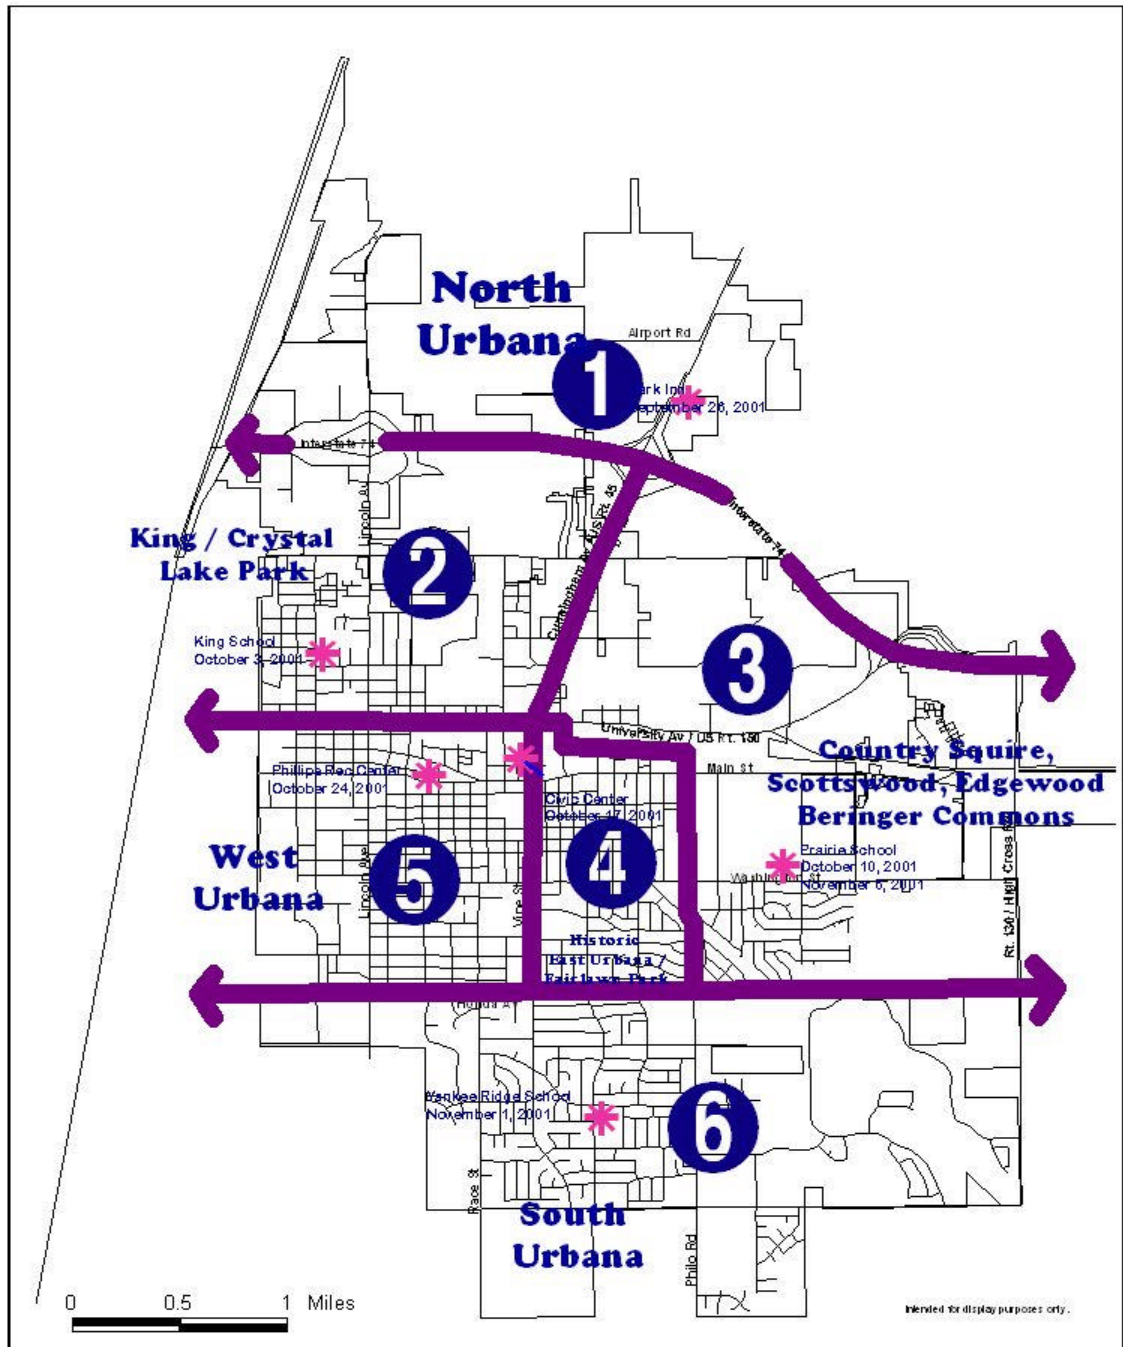 North
Urbana
Airport Rd
1
ark Inn
eptember 26, 2001
Interstate 74
Lincoln Av
Cunningham Av / US Rt. 45
Interstate 74
King / Crystal
Lake Park
2
King School
October 3, 2001
3
University Av / US Rt. 150
Main St
Country Squire,
Scottswood, Edgewood
Beringer Commons
Phillips Rec Center
October 24, 2001
Civic Center
October 17, 2001
West
Urbana
5
4
Prairie School
October 10, 2001
November 6, 2001
Washington St
Lincoln Ave
Vine St
Rt. 130 / High Cross Rd
Historic
East Urbana /
Fairlawn Park
Yankee Ridge School
November 1, 2001
6
Race St
South
Urbana
Philo Rd
0 0.5 1 Miles
Intended for display purposes only.